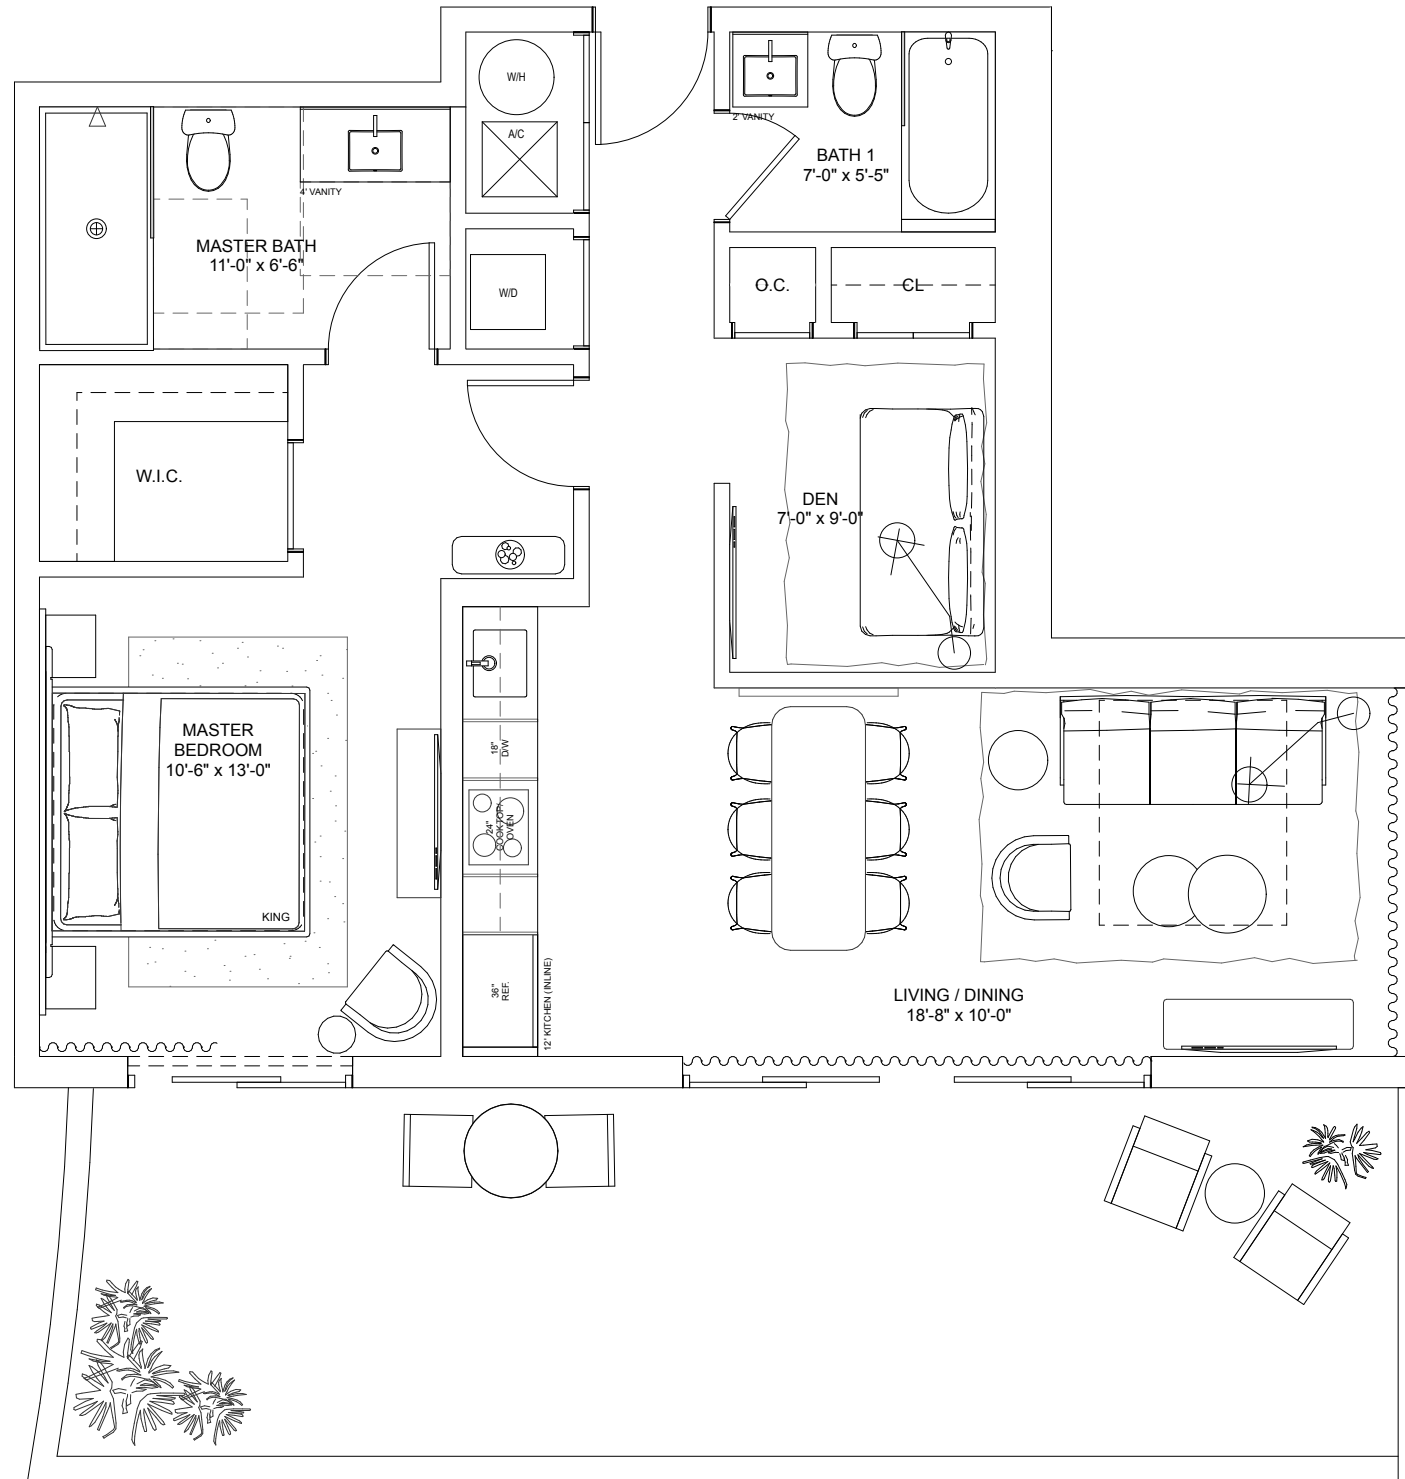 W/H
A/C
2' VANITY
BATH 1
7'-0" x 5'-5"
4' VANITY
MASTER BATH
11'-0" x 6'-6"
W/D
O.C.
CL
W.I.C.
DEN
7'-0" x 9'-0"
MASTER
BEDROOM
10'-6" x 13'-0"
KING
18"
D/W
24"
COOKTOP/
OVEN
36"
REF.
12' KITCHEN (INLINE)
LIVING / DINING
18'-8" x 10'-0"